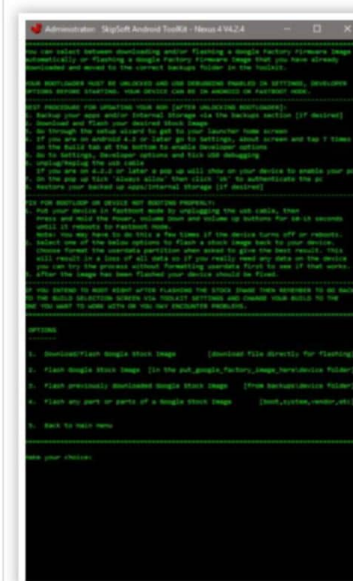 Administrator: SkipSoft Android ToolKit - Nexus 4 V4.2.4
You can select between downloading and/or flashing a Google Factory Firmware Image
automatically or flashing a Google Factory Firmware Image that you have already
downloaded and moved to the correct backups folder in the Toolkit.
YOUR BOOTLOADER MUST BE UNLOCKED AND USB DEBUGGING ENABLED IN SETTINGS, DEVELOPER
OPTIONS BEFORE STARTING. YOUR DEVICE CAN BE IN ANDROID OR FASTBOOT MODE.
BEST PROCEDURE FOR UPDATING YOUR ROM [AFTER UNLOCKING BOOTLOADER]:
1. Backup your apps and/or Internal Storage via the backups section [if desired]
2. Download and flash your desired Stock Image
3. Go through the setup wizard to get to your launcher home screen
4. If you are on android 4.2 or later go to Settings, About screen and tap 7 times
on the Build tab at the bottom to enable Developer options
5. Go to Settings, Developer options and tick USB debugging
6. Unplug/Replug the usb cable
7. If you are on 4.2.2 or later a pop up will show on your device to enable your pc
On the pop up tick 'always allow' then click 'ok' to authenticate the pc
8. Restore your backed up apps/Internal Storage [if desired]
FIX FOR BOOTLOOP OR DEVICE NOT BOOTING PROPERLY:
1. Put your device in fastboot mode by unplugging the usb cable, then
Press and Hold the Power, Volume Down and Volume Up buttons for 10-15 seconds
until it reboots to Fastboot Mode.
Note: You may have to do this a few times if the device turns off or reboots.
2. Select one of the below options to flash a stock image back to your device.
Choose format the userdata partition when asked to give the best result. This
will result in a loss of all data so if you really need any data on the device
you can try the process without formatting userdata first to see if that works.
3. After the image has been flashed your device should be fixed.
IF YOU INTEND TO ROOT RIGHT AFTER FLASHING THE STOCK IMAGE THEN REMEMBER TO GO BACK
TO THE BUILD SELECTION SCREEN VIA TOOLKIT SETTINGS AND CHANGE YOUR BUILD TO THE
ONE YOU WANT TO WORK WITH OR YOU MAY ENCOUNTER PROBLEMS.
OPTIONS
-------
1. Download/Flash Google Stock Image [download file directly for flashing]
2. Flash Google Stock Image [in the put_google_factory_image_here\device folder]
3. Flash previously downloaded Google Stock Image [from backups\device folder]
4. Flash any part or parts of a Google Stock Image [boot,system,vendor,etc]
5. Back to Main Menu
Make your choice: